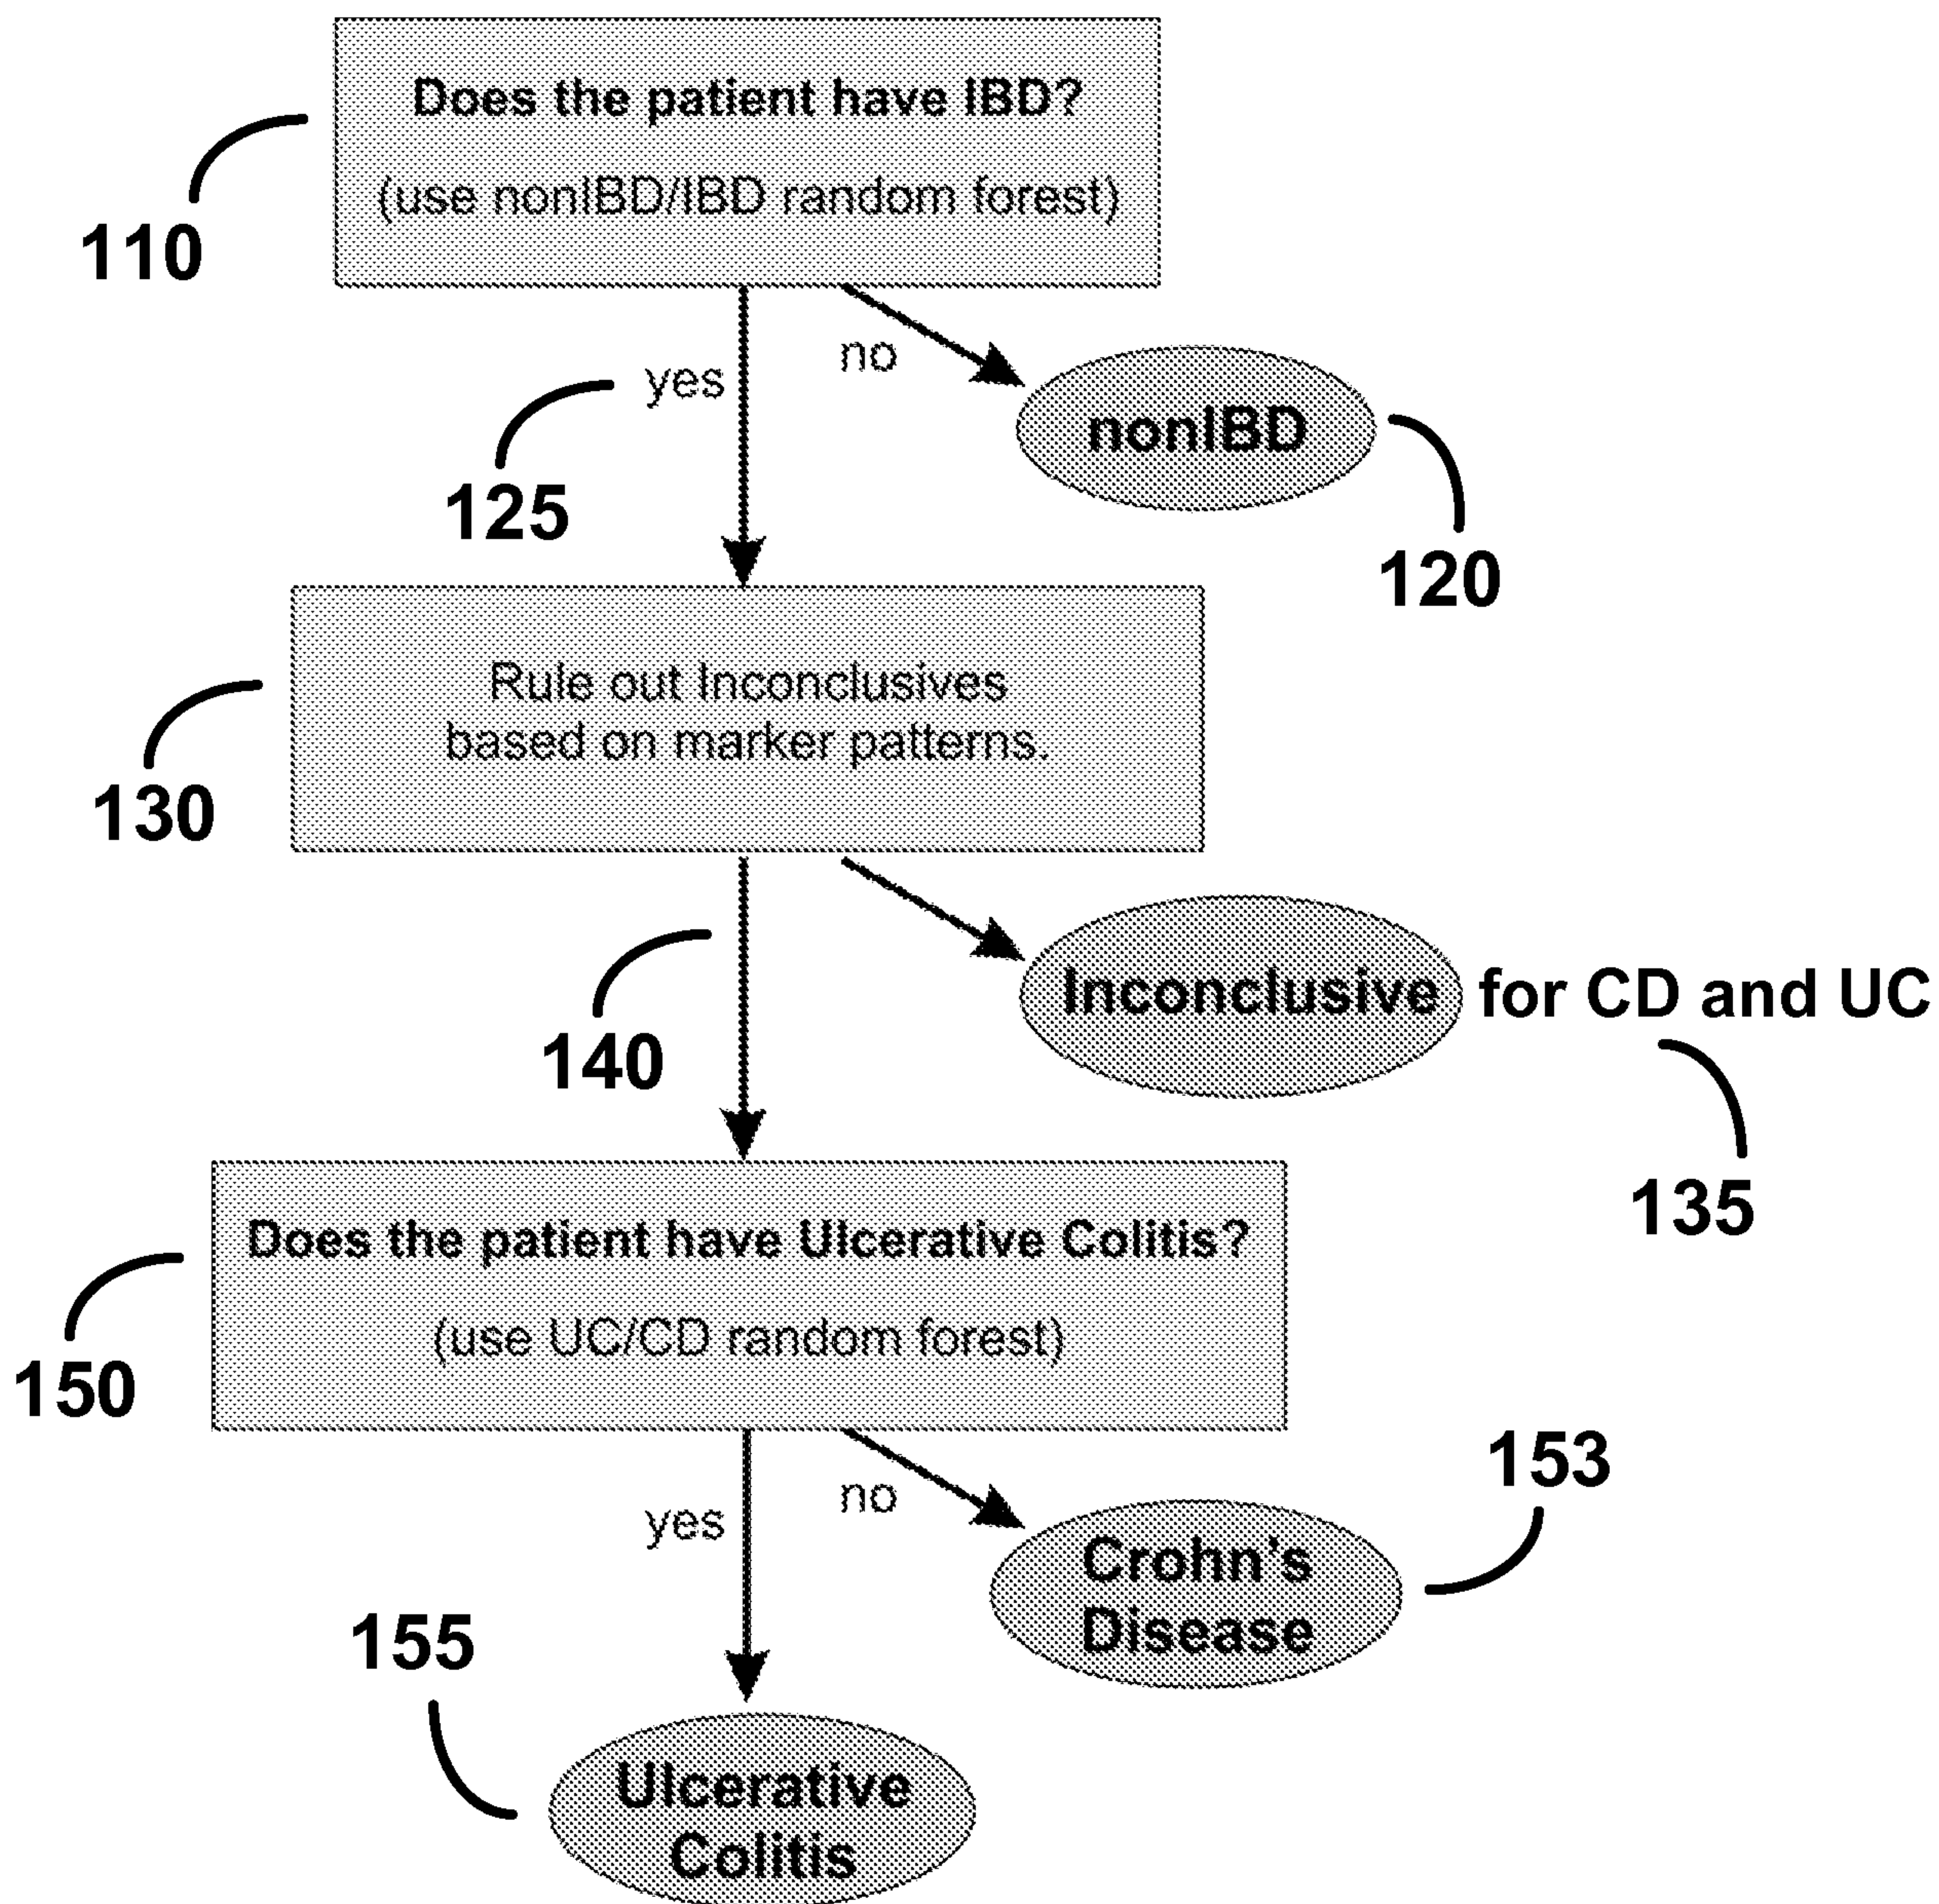 Does the patient have IBD?
(use nonIBD/IBD random forest)
110
yes
no
nonIBD
125
120
Rule out Inconclusives
based on marker patterns.
130
Inconclusive for CD and UC
140
135
Does the patient have Ulcerative Colitis?
(use UC/CD random forest)
150
153
yes
no
Crohn's
Disease
155
Ulcerative
Colitis